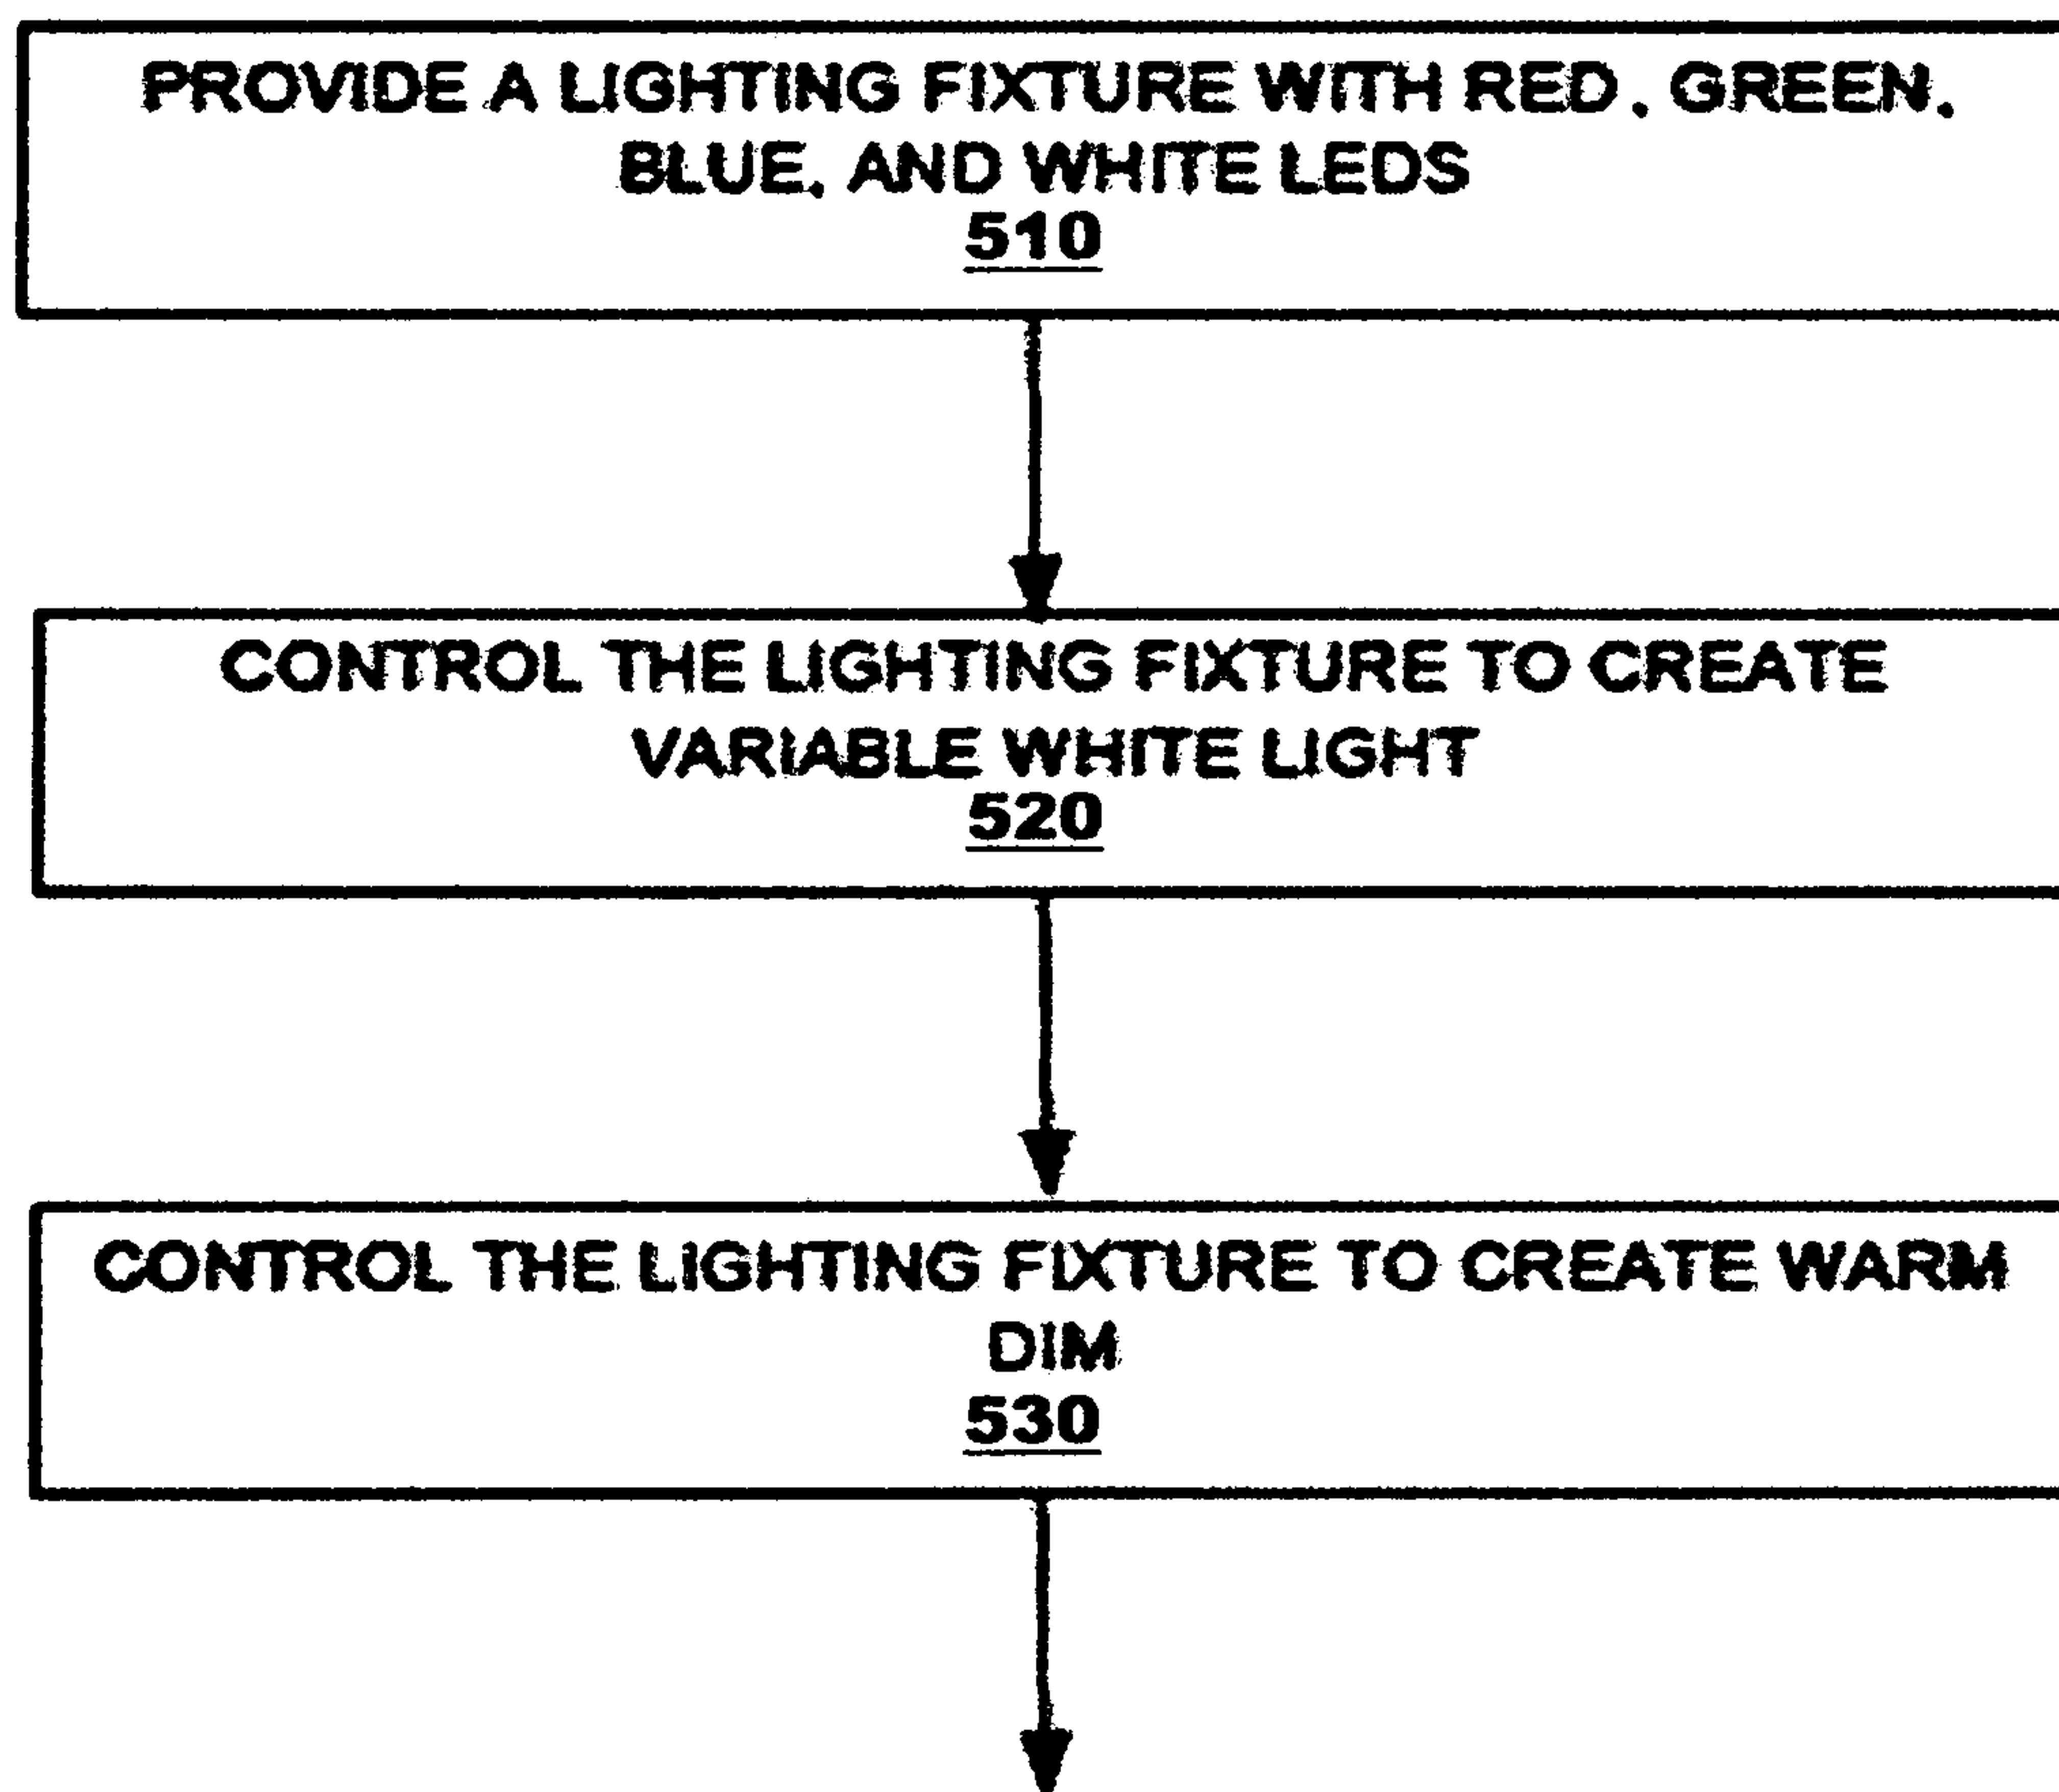 PROVIDE A LIGHTING FIXTURE WITH RED, GREEN,
BLUE, AND WHITE LEDS
510
CONTROL THE LIGHTING FIXTURE TO CREATE
VARIABLE WHITE LIGHT
520
CONTROL THE LIGHTING FIXTURE TO CREATE WARM
DIM
530